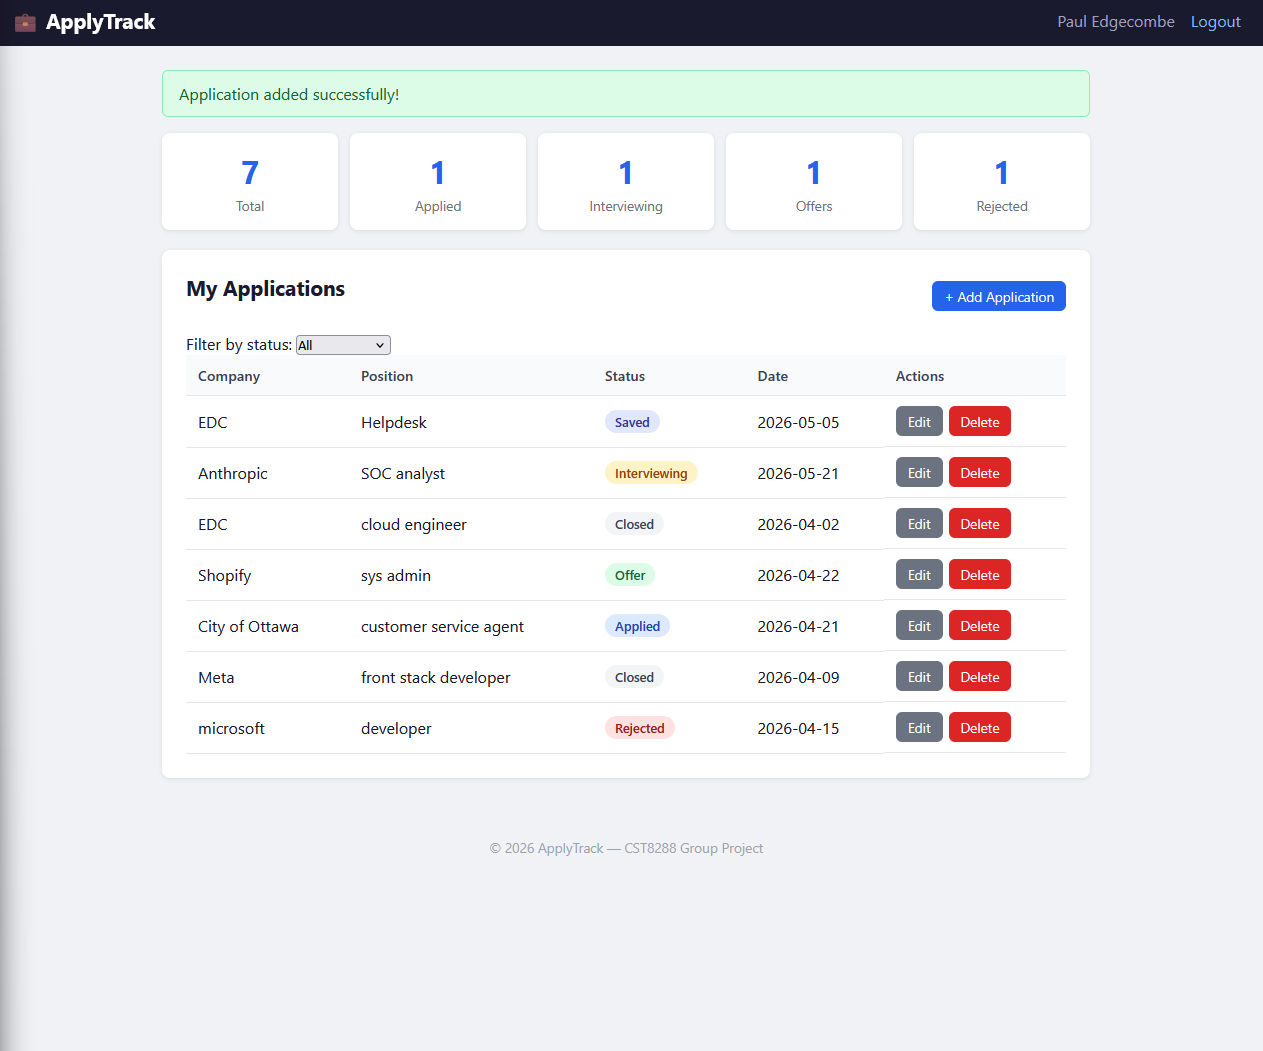 ApplyTrack Paul Edgecombe Logout
Application added successfully!
7 1 1 1 1
Total Applied Interviewing Offers Rejected
My Applications
+ Add Application
Filter by status: All
Company Position Status Date Actions
EDC Helpdesk Saved 2026-05-05 Edit Delete
Anthropic SOC analyst Interviewing 2026-05-21 Edit Delete
EDC cloud engineer Closed 2026-04-02 Edit Delete
Shopify sys admin Offer 2026-04-22 Edit Delete
City of Ottawa customer service agent Applied 2026-04-21 Edit Delete
Meta front stack developer Closed 2026-04-09 Edit Delete
microsoft developer Rejected 2026-04-15 Edit Delete
© 2026 ApplyTrack — CST8288 Group Project